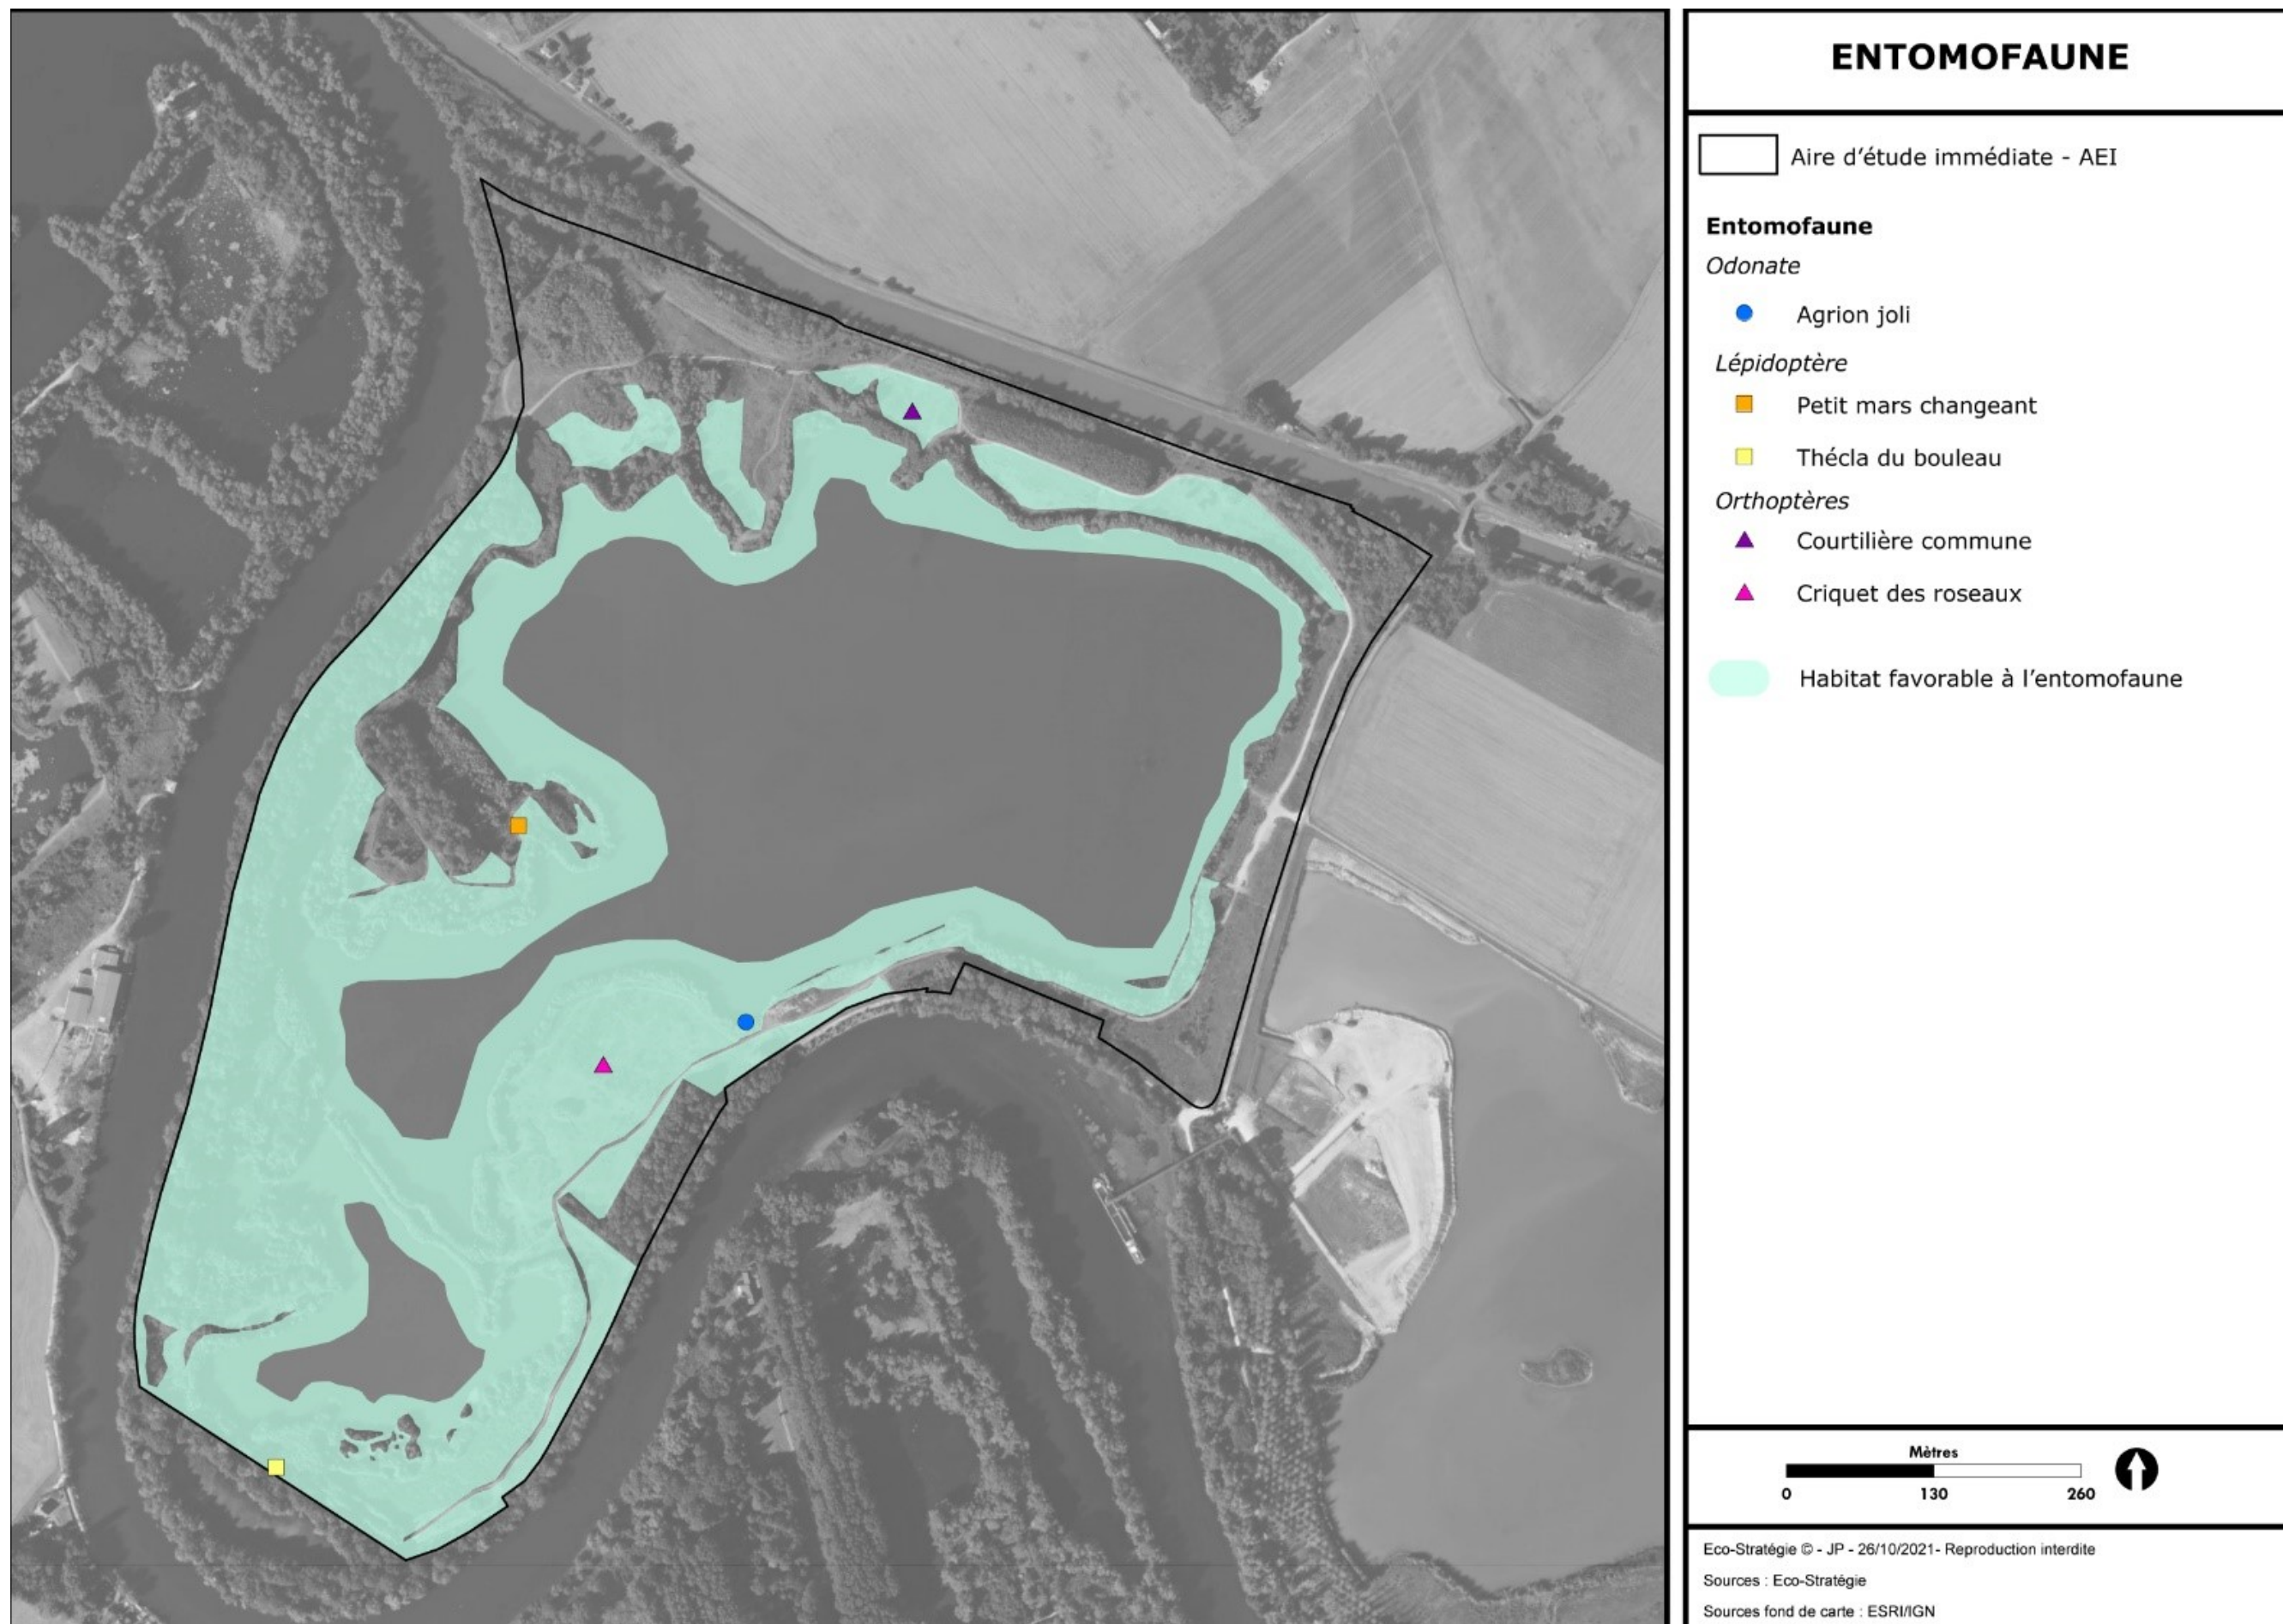 ENTOMOFAUNE
Aire d'étude immédiate - AEI
Entomofaune
Odonate
Agrion joli
Lépidoptère
Petit mars changeant
Thécla du bouleau
Orthoptères
Courtilière commune
Criquet des roseaux
Habitat favorable à l'entomofaune
Mètres
0 130 260
Eco-Stratégie © - JP - 26/10/2021- Reproduction interdite
Sources : Eco-Stratégie
Sources fond de carte : ESRI/IGN